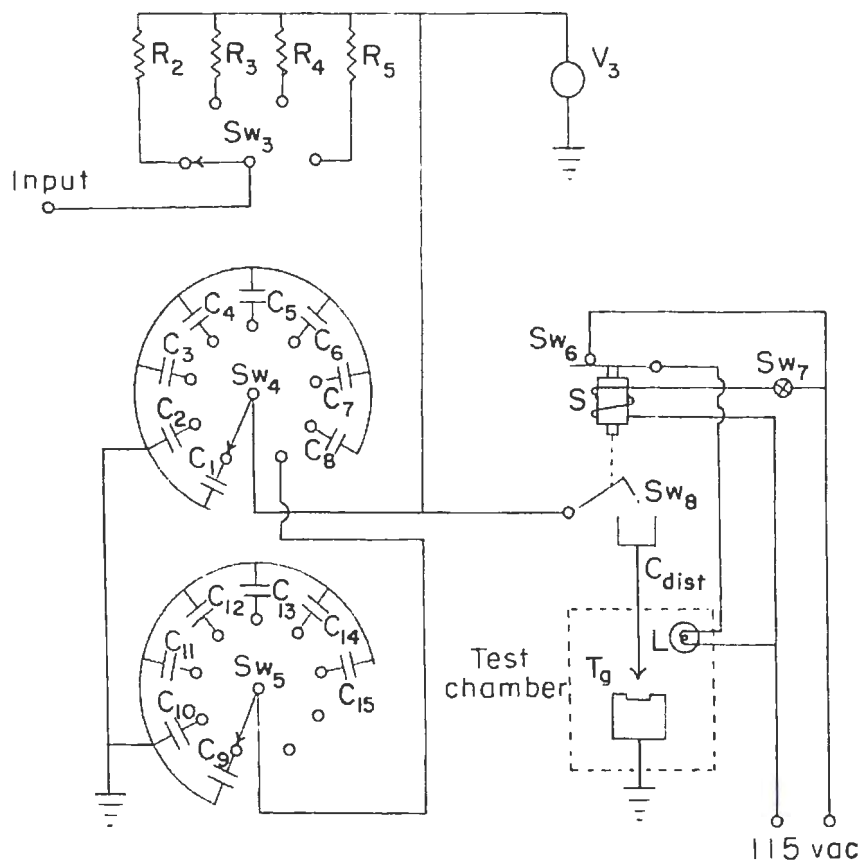 R2 R3 R4 R5 V3
Sw3
Input
C4 C5
C3 C6
Sw4
C2 C7
C1 C8
Sw6
Sw7
S
Sw8
Cdist
C12 C13
C11 C14
Sw5
C10 C15
C9
L
Test
chamber
Tg
115 vac